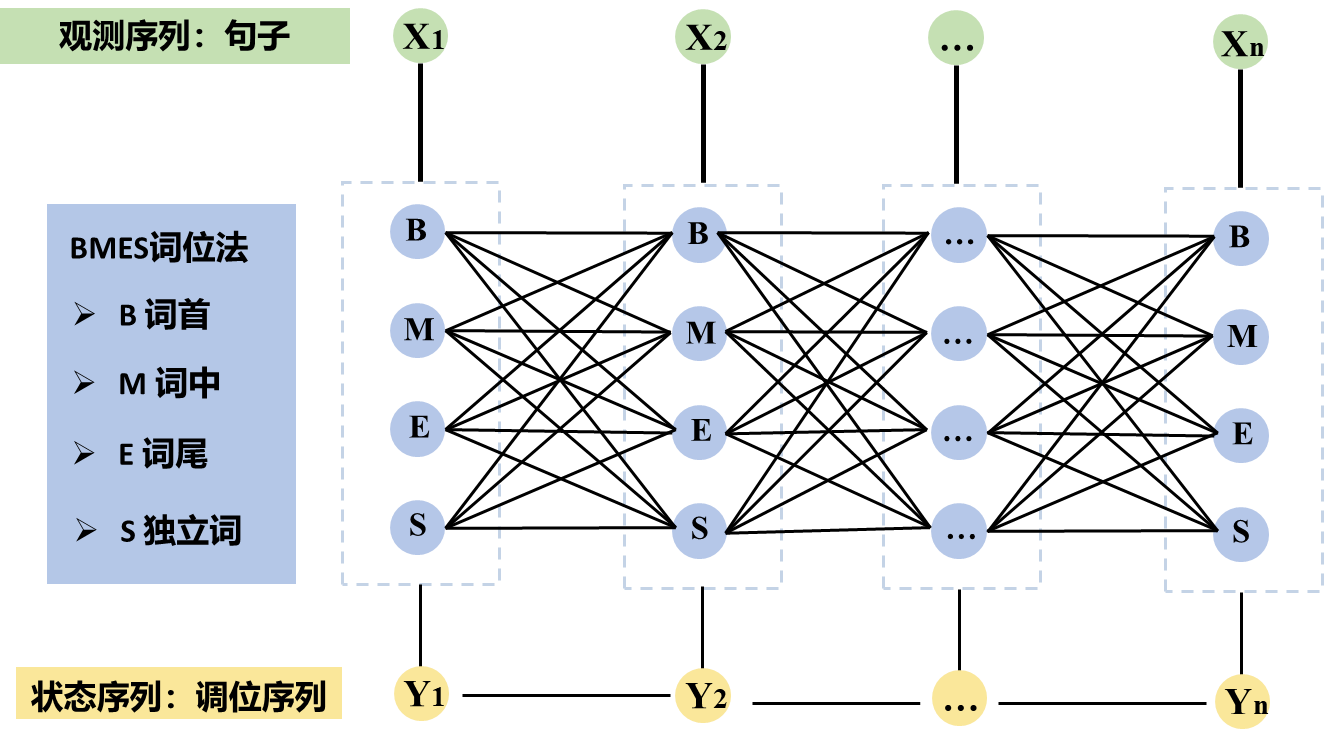 观测序列：句子
X1 X2 … Xn
BMES词位法
B 词首
M 词中
E 词尾
S 独立词
B B … B
M M … M
E E … E
S S … S
状态序列：调位序列
Y1 Y2 … Yn